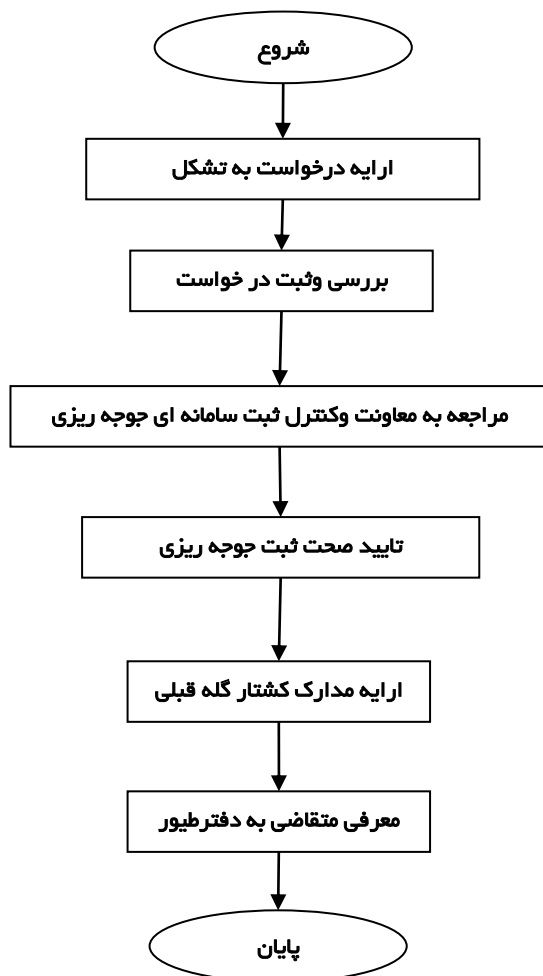 شروع
ارایه درخواست به تشکل
بررسی وثبت در خواست
مراجعه به معاونت وکنترل ثبت سامانه ای جوجه ریزی
تایید صحت ثبت جوجه ریزی
ارایه مدارک کشتار گله قبلی
معرفی متقاضی به دفترطیور
پایان